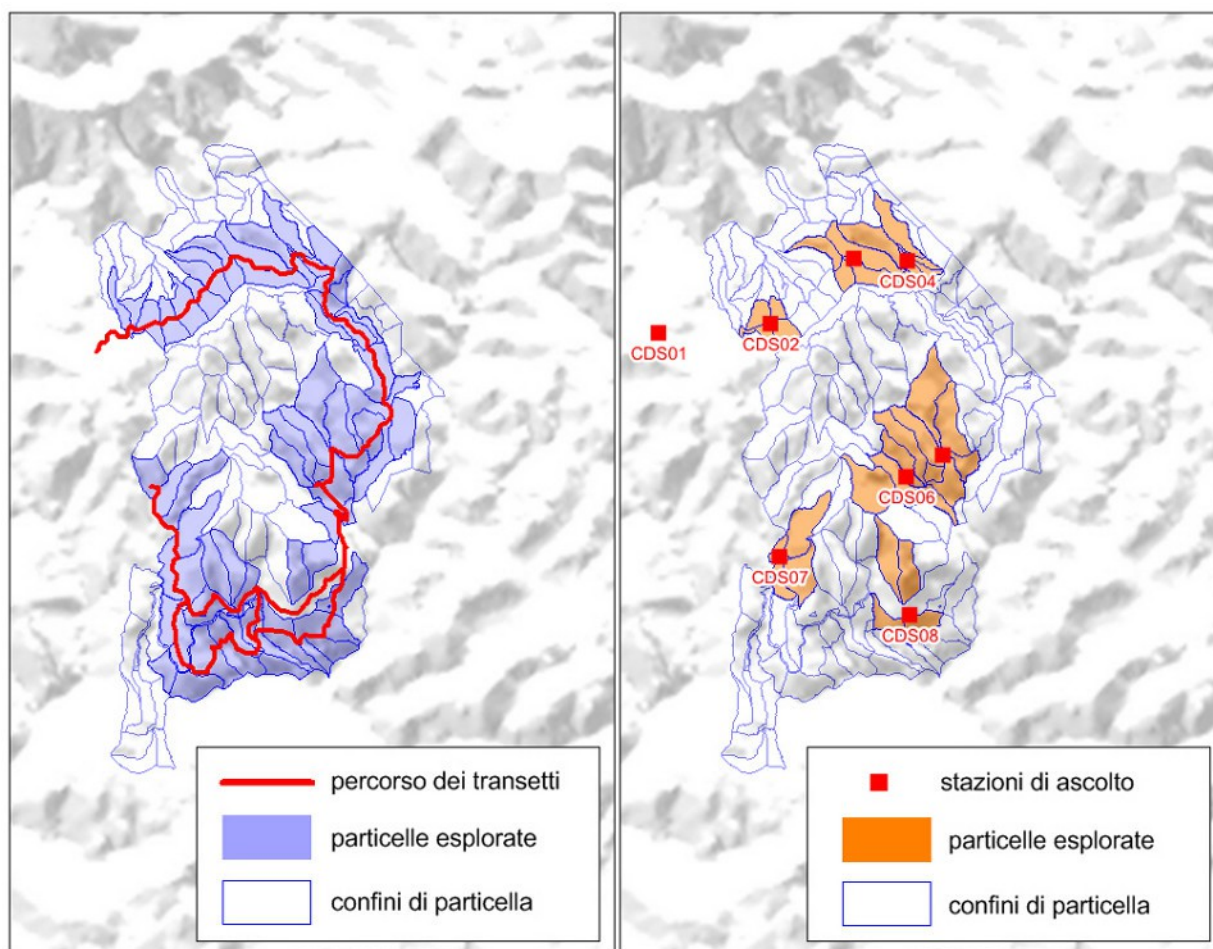 percorso dei transetti
particelle esplorate
confini di particella
CDS04
CDS02
CDS01
CDS06
CDS07
CDS08
stazioni di ascolto
particelle esplorate
confini di particella